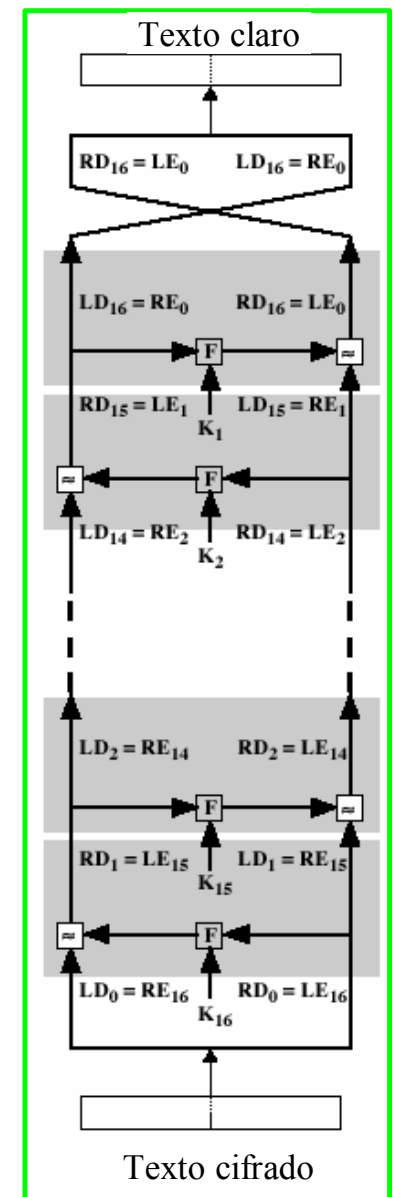 Texto claro
RD₁₆ = LE₀ LD₁₆ = RE₀
LD₁₆ = RE₀ RD₁₆ = LE₀
F ≈
RD₁₅ = LE₁ LD₁₅ = RE₁
K₁
≈ F
LD₁₄ = RE₂ RD₁₄ = LE₂
K₂
LD₂ = RE₁₄ RD₂ = LE₁₄
F ≈
RD₁ = LE₁₅ LD₁ = RE₁₅
K₁₅
≈ F
LD₀ = RE₁₆ RD₀ = LE₁₆
K₁₆
Texto cifrado